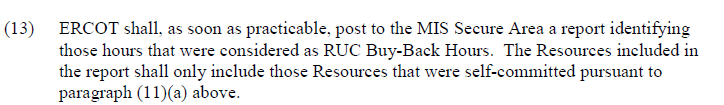 (13) ERCOT shall, as soon as practicable, post to the MIS Secure Area a report identifying
those hours that were considered as RUC Buy-Back Hours.  The Resources included in
the report shall only include those Resources that were self-committed pursuant to
paragraph (11)(a) above.